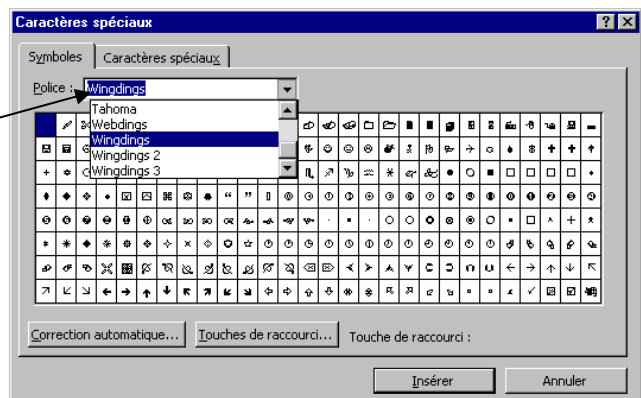 Caractères spéciaux
Symboles Caractères spéciaux
Police : Wingdings
Tahoma
Webdings
Wingdings
Wingdings 2
Wingdings 3
Correction automatique... Touches de raccourci... Touche de raccourci :
Insérer Annuler